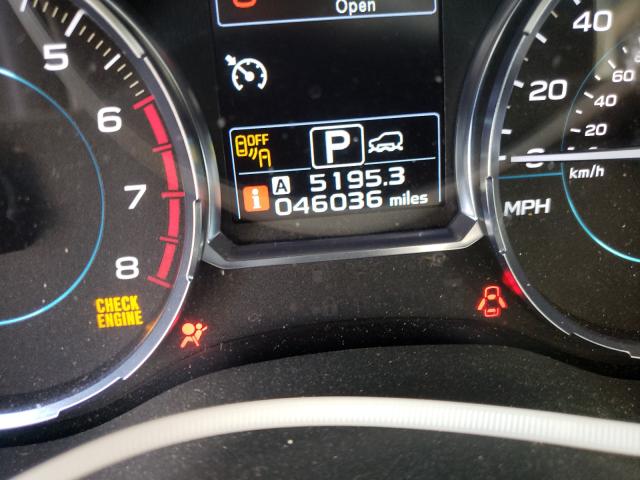 Open
5
6
7
8
OFF
P
i A 5195.3
046036 miles
CHECK
ENGINE
40
20
0
MPH
60
40
20
km/h